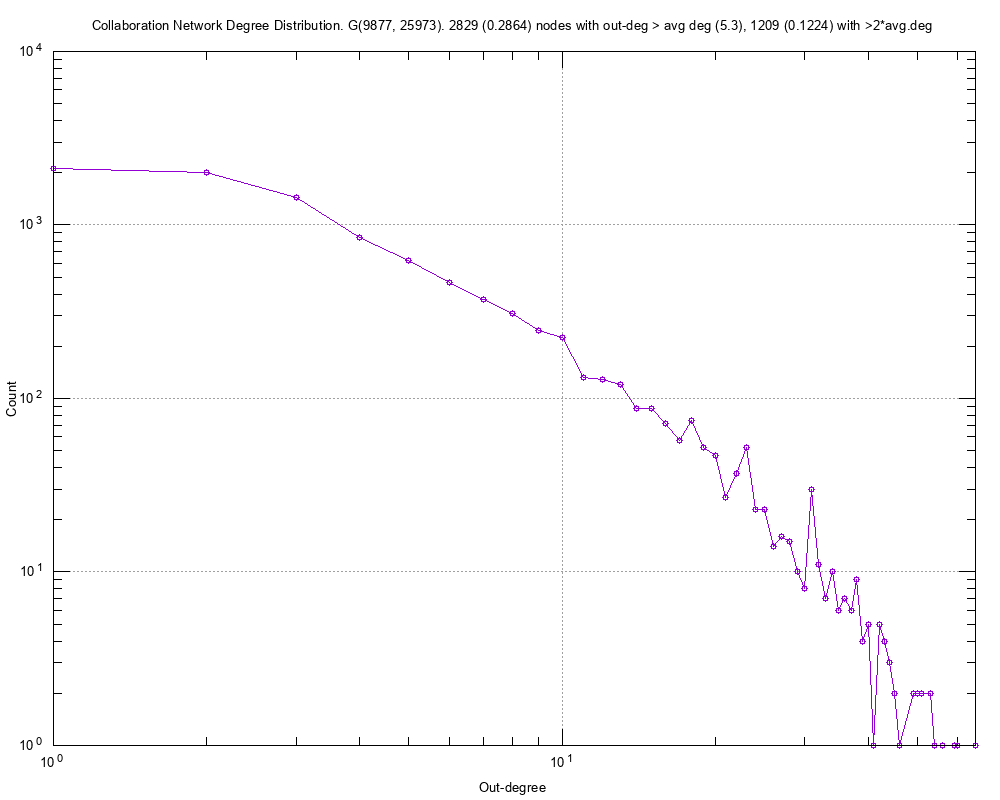 Collaboration Network Degree Distribution. G(9877, 25973). 2829 (0.2864) nodes with out-deg > avg deg (5.3), 1209 (0.1224) with >2*avg.deg
10^4
10^3
10^2
10^1
10^0
Count
10^0 10^1
Out-degree